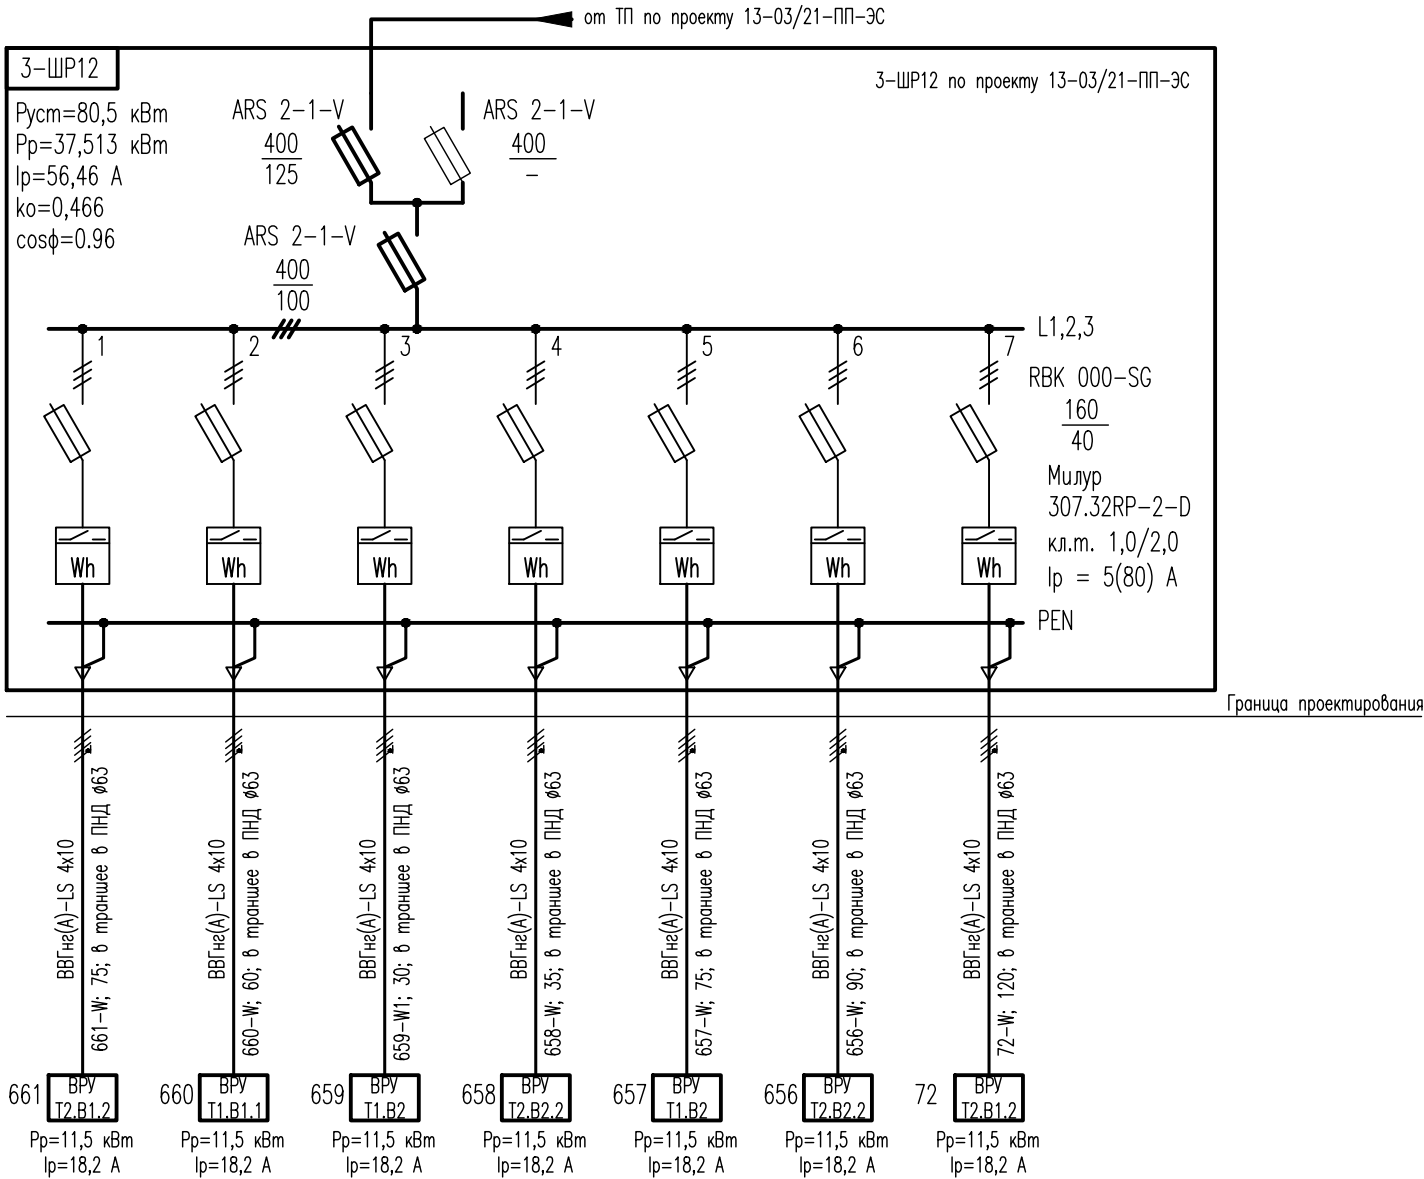 от ТП по проекту 13-03/21-ПП-ЭС
3-ШР12
3-ШР12 по проекту 13-03/21-ПП-ЭС
Руст=80,5 кВт
Рр=37,513 кВт
Iр=56,46 А
ko=0,466
cosϕ=0.96
ARS 2-1-V
400
125
ARS 2-1-V
400
-
ARS 2-1-V
400
100
L1,2,3
1
2
3
4
5
6
7
RBK 000-SG
160
40
Милур
307.32RP-2-D
кл.т. 1,0/2,0
Iр = 5(80) А
Wh
Wh
Wh
Wh
Wh
Wh
Wh
PEN
Граница проектирования
ВВГнг(А)-LS 4х10
661-W; 75; в траншее в ПНД ø63
ВВГнг(А)-LS 4х10
660-W; 60; в траншее в ПНД ø63
ВВГнг(А)-LS 4х10
659-W1; 30; в траншее в ПНД ø63
ВВГнг(А)-LS 4х10
658-W; 35; в траншее в ПНД ø63
ВВГнг(А)-LS 4х10
657-W; 75; в траншее в ПНД ø63
ВВГнг(А)-LS 4х10
656-W; 90; в траншее в ПНД ø63
ВВГнг(А)-LS 4х10
72-W; 120; в траншее в ПНД ø63
661
ВРУ
Т2.В1.2
Рр=11,5 кВт
Iр=18,2 А
660
ВРУ
Т1.В1.1
Рр=11,5 кВт
Iр=18,2 А
659
ВРУ
Т1.В2
Рр=11,5 кВт
Iр=18,2 А
658
ВРУ
Т2.В2.2
Рр=11,5 кВт
Iр=18,2 А
657
ВРУ
Т1.В2
Рр=11,5 кВт
Iр=18,2 А
656
ВРУ
Т2.В2.2
Рр=11,5 кВт
Iр=18,2 А
72
ВРУ
Т2.В1.2
Рр=11,5 кВт
Iр=18,2 А